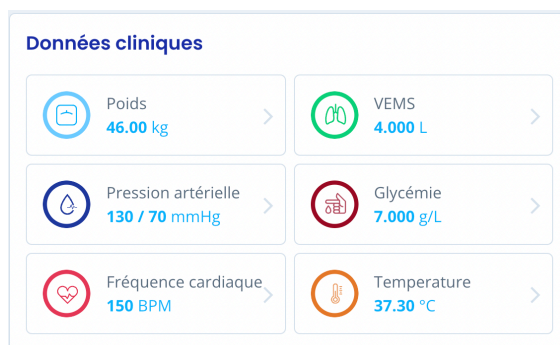 Données cliniques
Poids
46.00 kg
VEMS
4.000 L
Pression artérielle
130 / 70 mmHg
Glycémie
7.000 g/L
Fréquence cardiaque
150 BPM
Temperature
37.30 °C